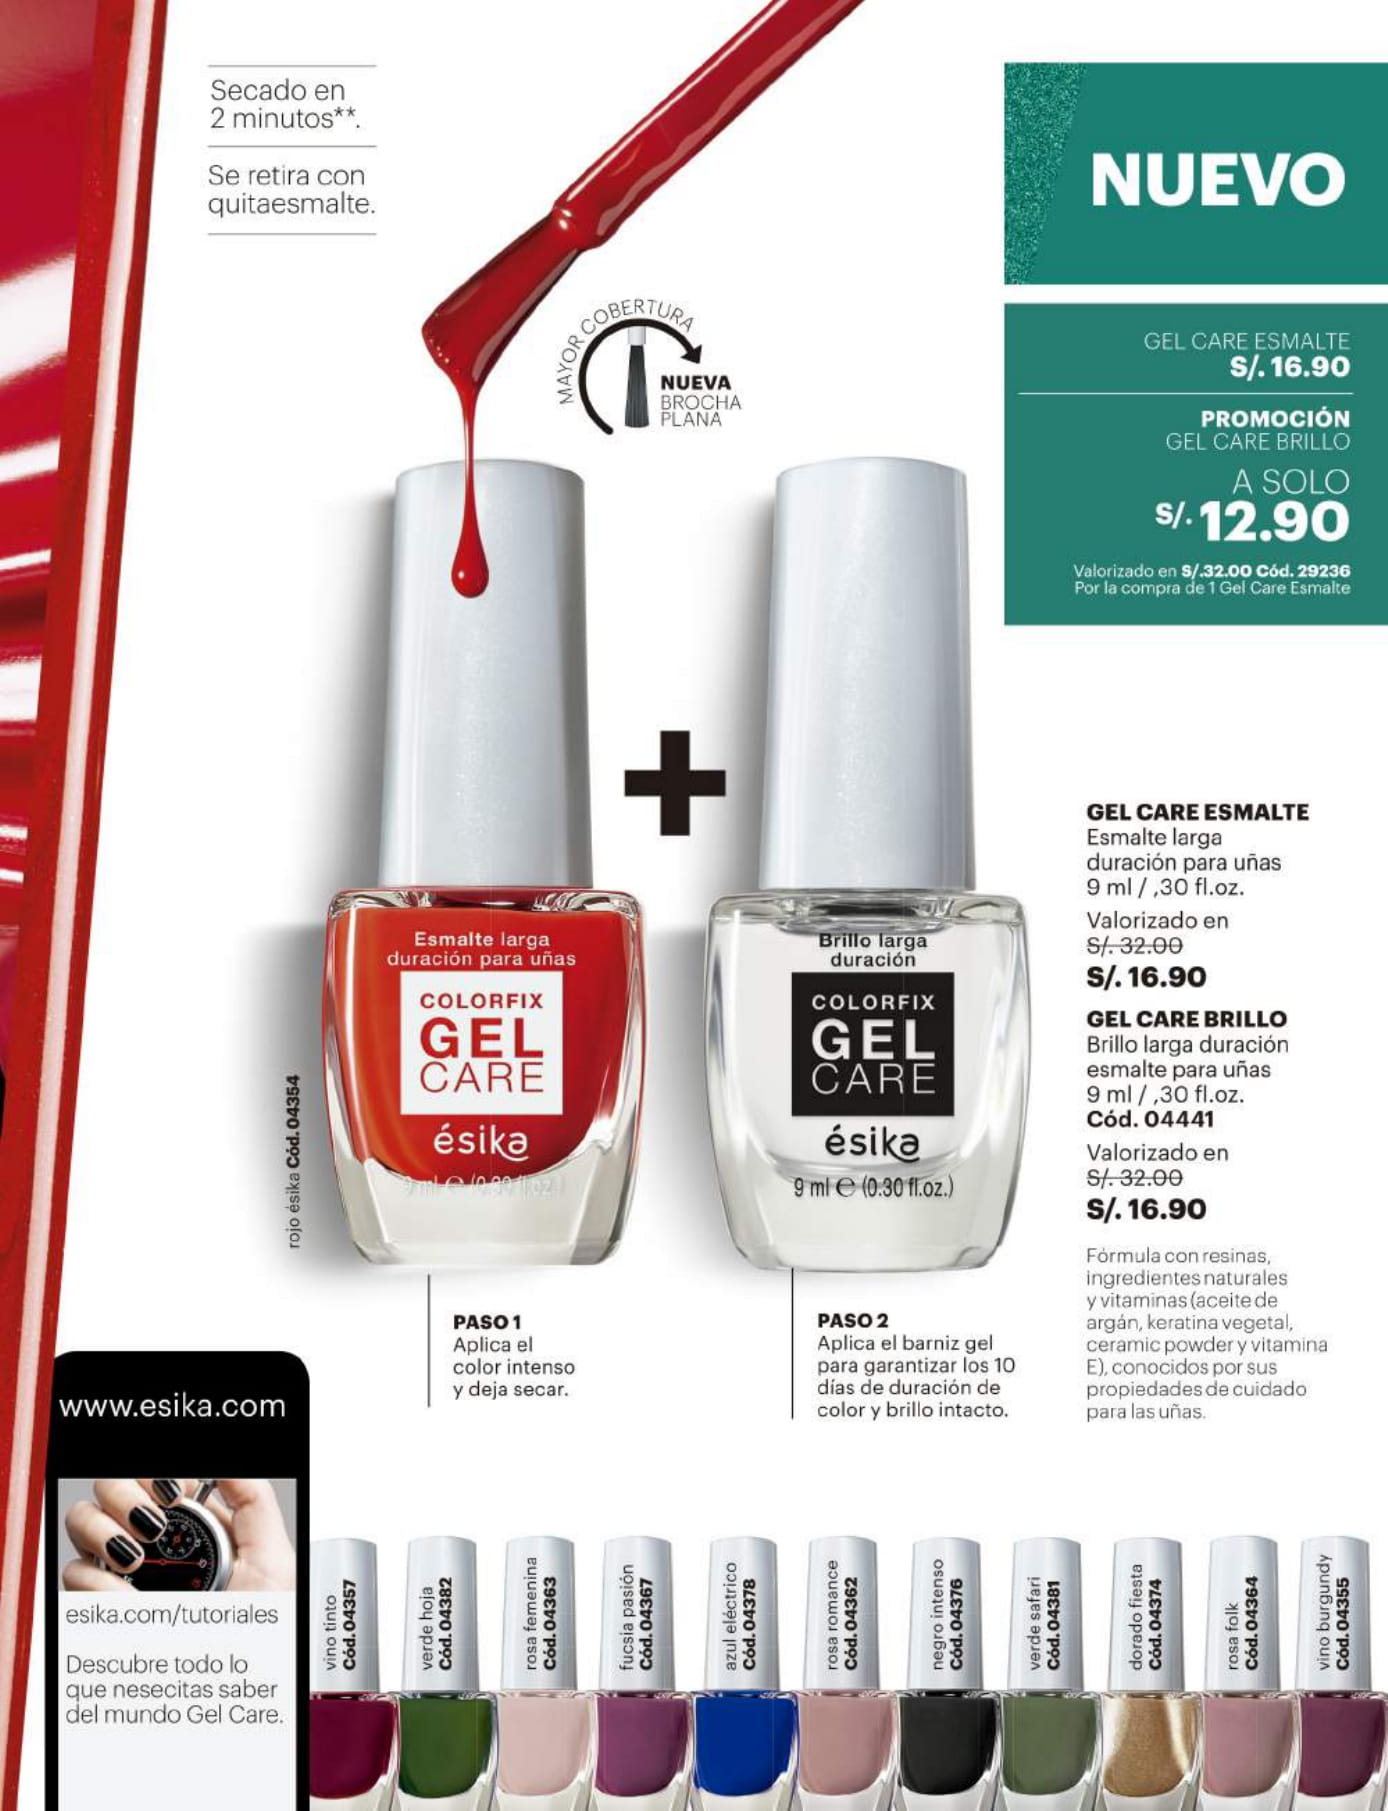 Secado en
2 minutos**.
Se retira con
quitaesmalte.
NUEVO
MAYOR COBERTURA
NUEVA
BROCHA
PLANA
GEL CARE ESMALTE
S/. 16.90
PROMOCIÓN
GEL CARE BRILLO
A SOLO
S/. 12.90
Valorizado en S/.32.00 Cód. 29236
Por la compra de 1 Gel Care Esmalte
Esmalte larga
duración para uñas
COLORFIX
GEL
CARE
ésika
9 ml e (0.30 fl.oz.)
rojo ésika Cód. 04354
+
Brillo larga
duración
COLORFIX
GEL
CARE
ésika
9 ml e (0.30 fl.oz.)
GEL CARE ESMALTE
Esmalte larga
duración para uñas
9 ml / ,30 fl.oz.
Valorizado en
S/. 32.00
S/. 16.90
GEL CARE BRILLO
Brillo larga duración
esmalte para uñas
9 ml / ,30 fl.oz.
Cód. 04441
Valorizado en
S/. 32.00
S/. 16.90
Fórmula con resinas,
ingredientes naturales
y vitaminas (aceite de
argán, keratina vegetal,
ceramic powder y vitamina
E), conocidos por sus
propiedades de cuidado
para las uñas.
PASO 1
Aplica el
color intenso
y deja secar.
PASO 2
Aplica el barniz gel
para garantizar los 10
días de duración de
color y brillo intacto.
www.esika.com
esika.com/tutoriales
Descubre todo lo
que nesecitas saber
del mundo Gel Care.
vino tinto
Cód. 04357
verde hoja
Cód. 04382
rosa femenina
Cód. 04363
fucsia pasión
Cód. 04367
azul eléctrico
Cód. 04378
rosa romance
Cód. 04362
negro intenso
Cód. 04376
verde safari
Cód. 04381
dorado fiesta
Cód. 04374
rosa folk
Cód. 04364
vino burgundy
Cód. 04355